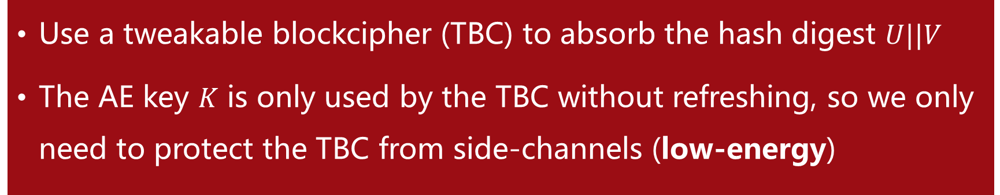 • Use a tweakable blockcipher (TBC) to absorb the hash digest U||V
• The AE key K is only used by the TBC without refreshing, so we only
need to protect the TBC from side-channels (low-energy)